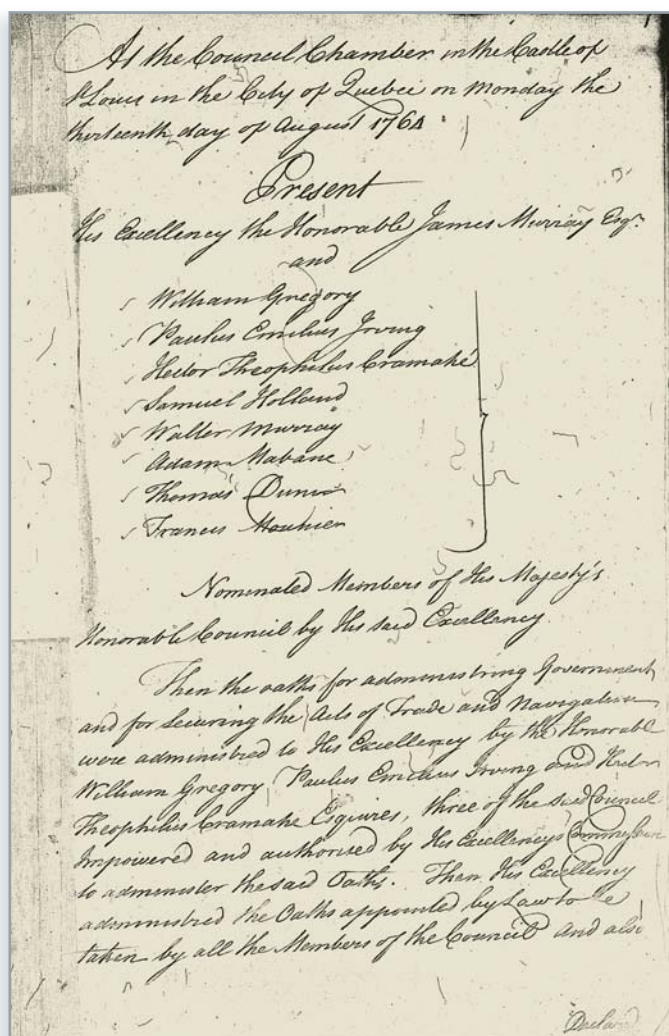 At the Council Chamber in the Castle of
St Louis in the City of Quebec on Monday the
thirteenth day of August 1764
Present
His Excellency the Honorable James Murray Esqr.
and
William Gregory
Paulus Emilius Irving
Hector Theophilus Cramahé
Samuel Holland
Walter Murray
Adam Mabane
Thomas Dunn
Francis Mounier
Nominated Members of His Majesty's
Honorable Council by His said Excellency.
Then the oaths for administring Government
and for securing the Acts of Trade and Navigation
were administred to His Excellency by the Honorable
William Gregory, Paulus Emilius Irving and Hector
Theophilus Cramahe Esquires, three of the said Council
Impowered and authorised by His Excellency's Commission
to administer the said Oaths. Then His Excellency
administred the Oaths appointed by Law to be
taken by all the Members of the Council and also